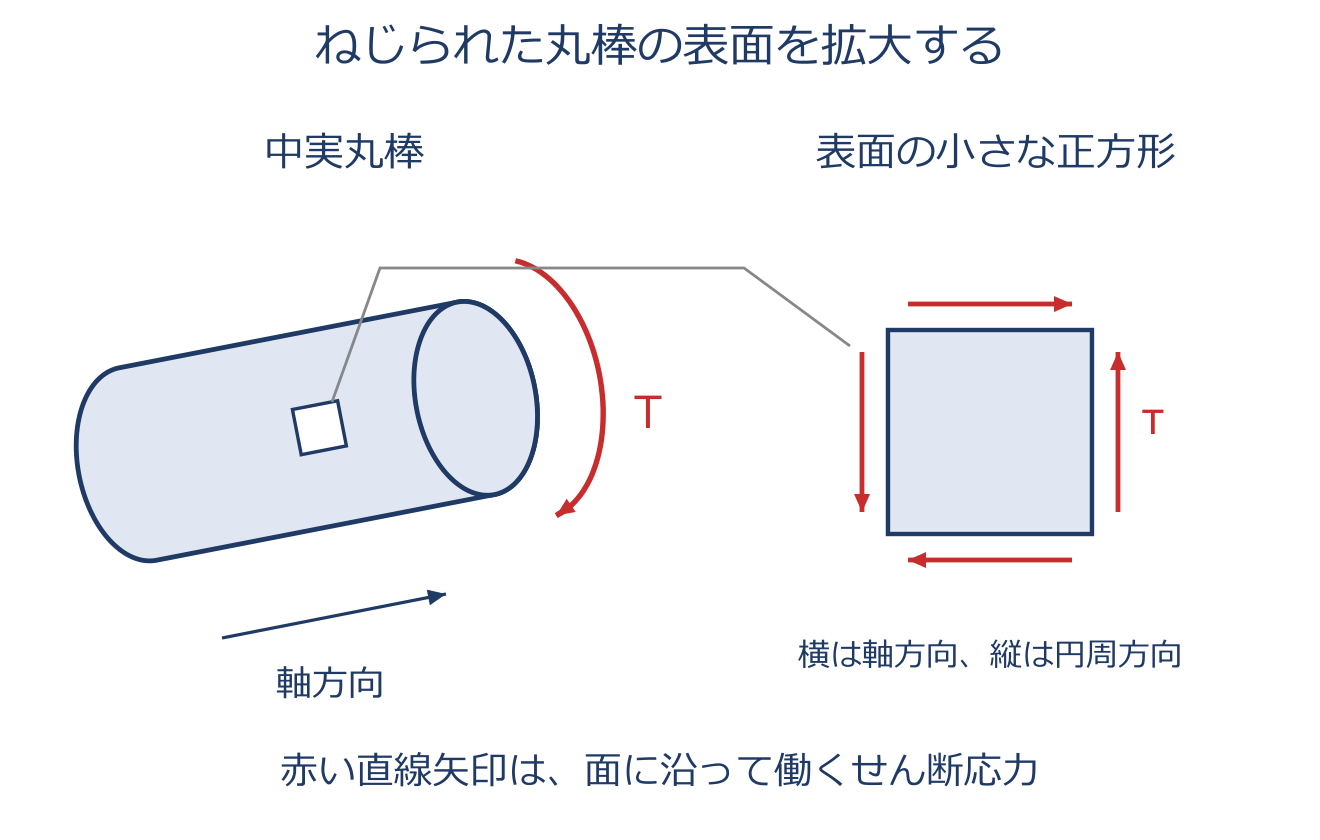 ねじられた丸棒の表面を拡大する
中実丸棒
表面の小さな正方形
T
T
横は軸方向、縦は円周方向
軸方向
赤い直線矢印は、面に沿って働くせん断応力